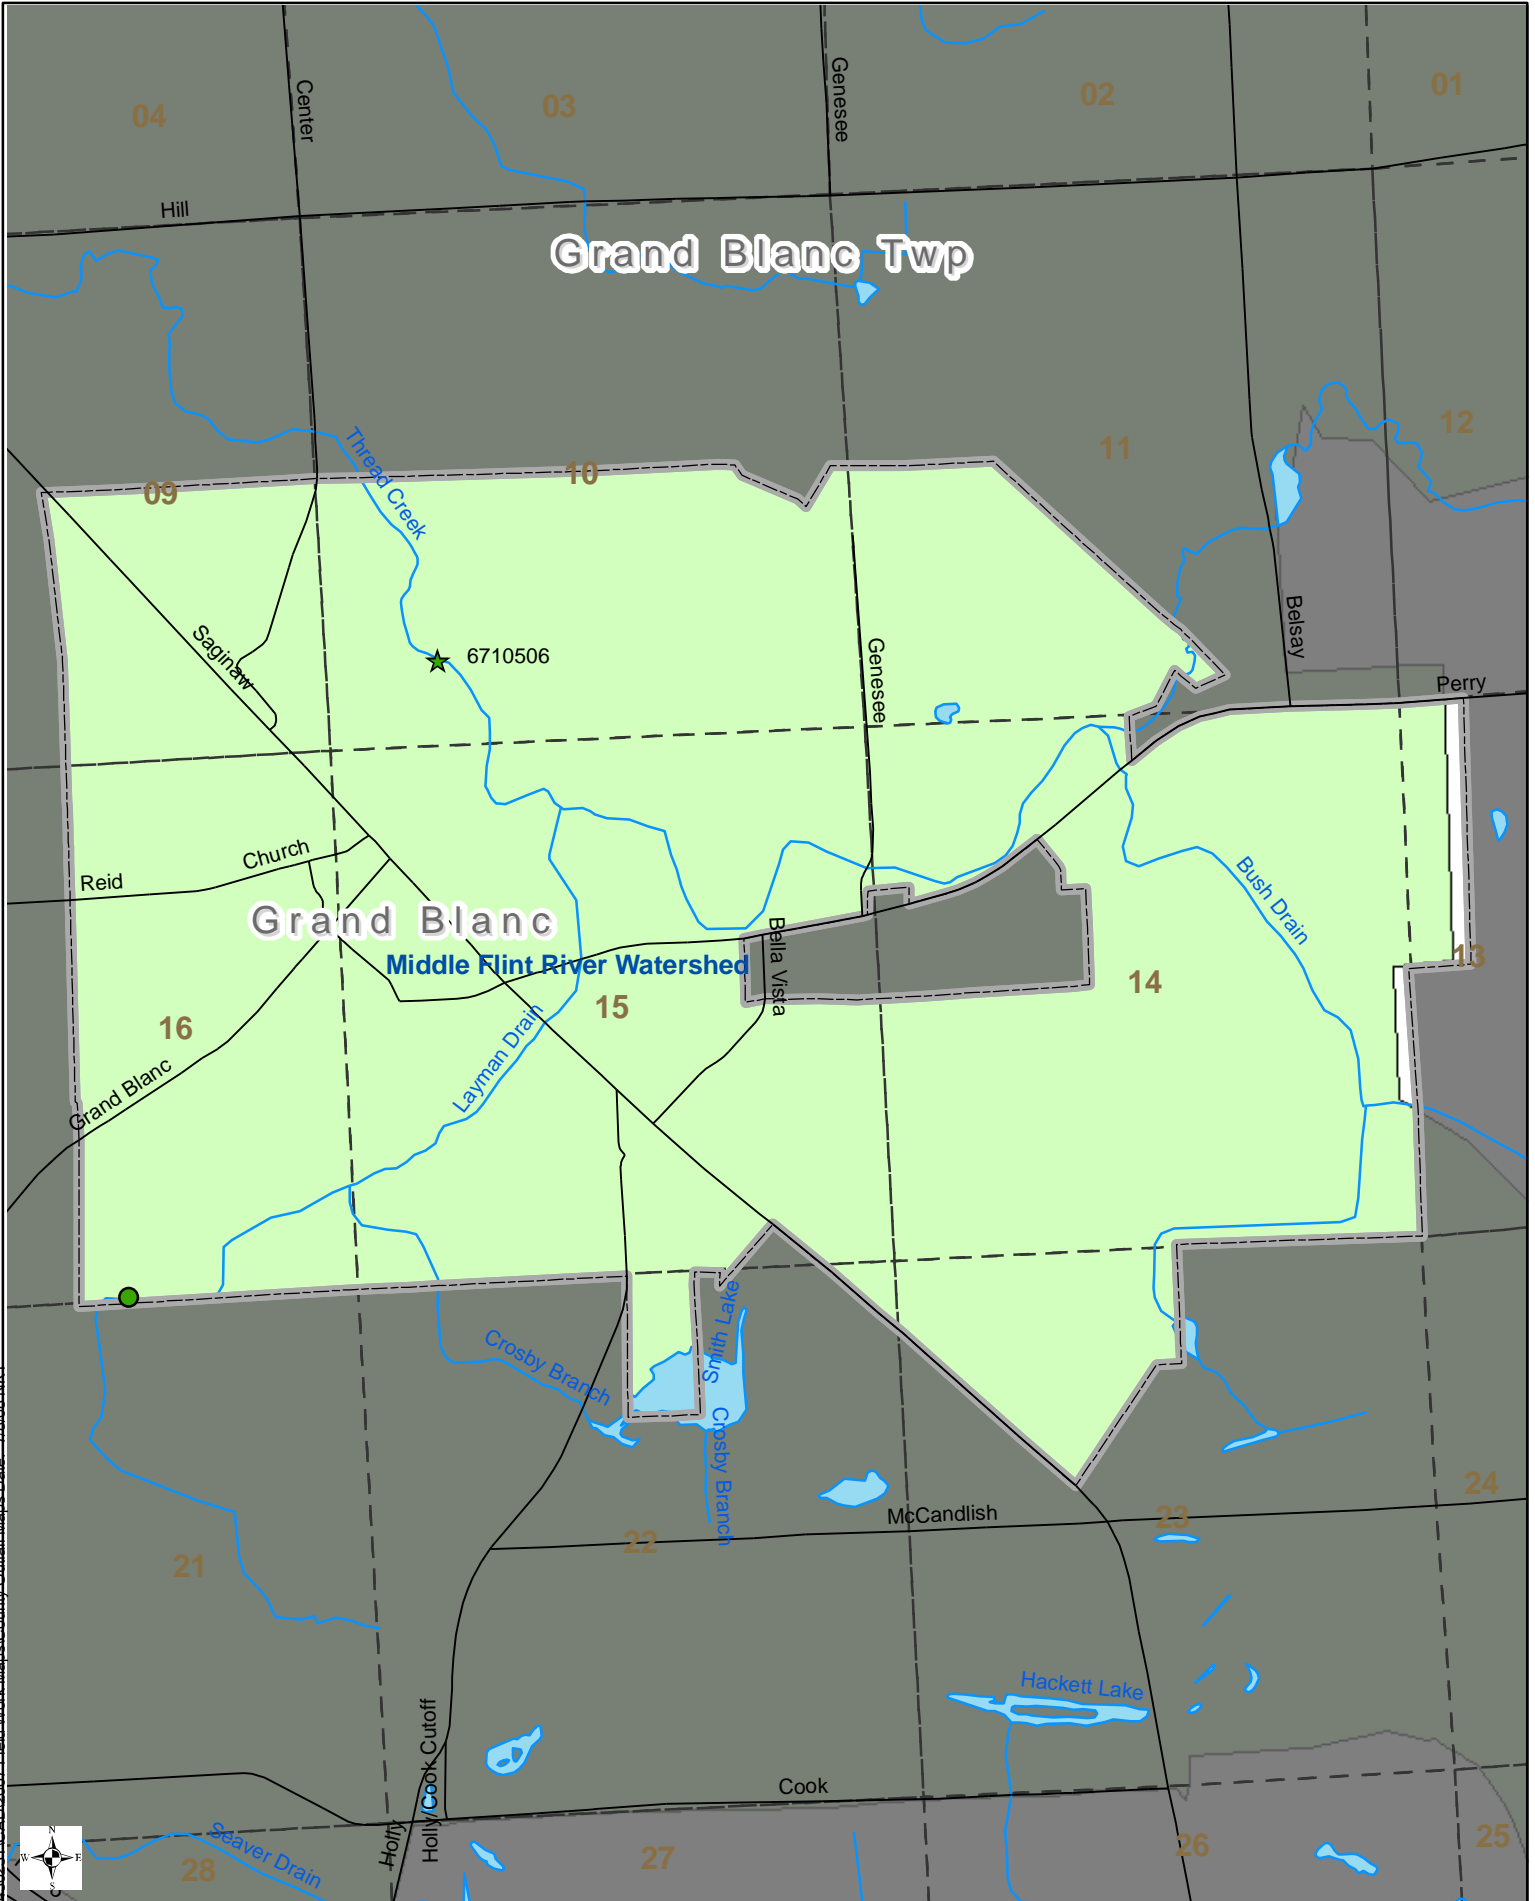 04
Center
03
Genesee
02
01
Hill
Grand Blanc Twp
12
11
10
09
Thread Creek
Saginaw
6710506
Genesee
Belsay
Perry
Church
Reid
Bush Drain
Grand Blanc
Bella Vista
Middle Flint River Watershed
13
14
15
16
Layman Drain
Grand Blanc
Smith Lake
Crosby Branch
Crosby Branch
24
McCandlish
23
22
21
Hackett Lake
Holly/Cook Cutoff
Cook
Holly
Seaver Drain
28
27
26
25
N
W
E
S